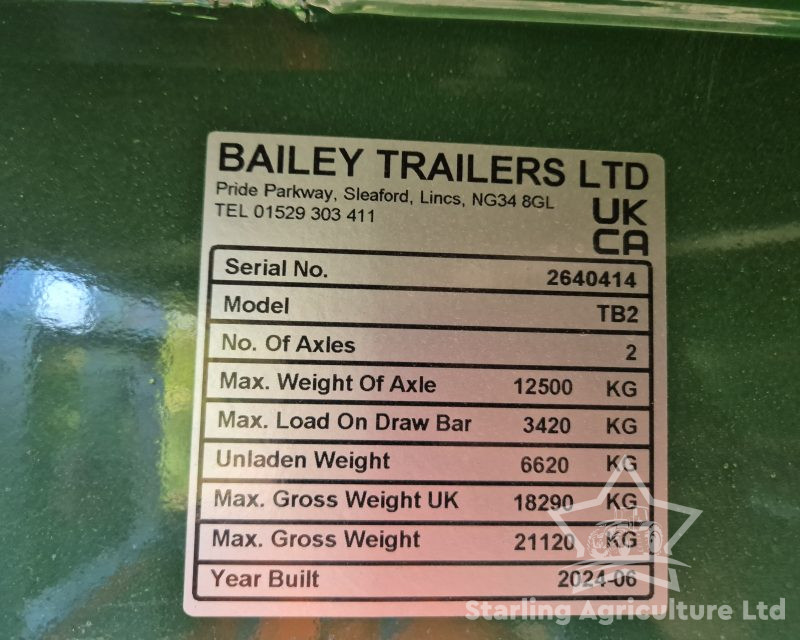 BAILEY TRAILERS LTD
Pride Parkway, Sleaford, Lincs, NG34 8GL
TEL 01529 303 411
UK
CA
Serial No. 2640414
Model TB2
No. Of Axles 2
Max. Weight Of Axle 12500 KG
Max. Load On Draw Bar 3420 KG
Unladen Weight 6620 KG
Max. Gross Weight UK 18290 KG
Max. Gross Weight 21120 KG
Year Built 2024-06
Starling Agriculture Ltd